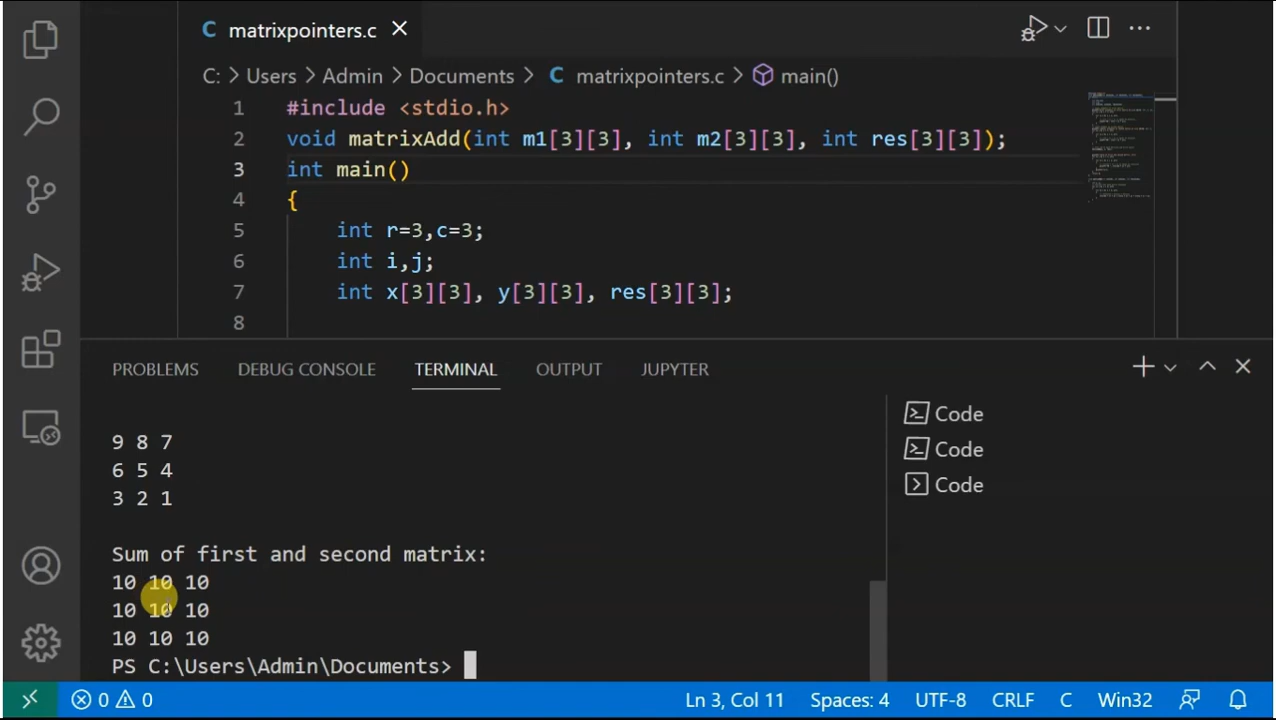 C matrixpointers.c
C: > Users > Admin > Documents > C matrixpointers.c > main()
1 #include <stdio.h>
2 void matrixAdd(int m1[3][3], int m2[3][3], int res[3][3]);
3 int main()
4 {
5 int r=3,c=3;
6 int i,j;
7 int x[3][3], y[3][3], res[3][3];
8
PROBLEMS DEBUG CONSOLE TERMINAL OUTPUT JUPYTER
9 8 7
6 5 4
3 2 1
Sum of first and second matrix:
10 10 10
10 10 10
10 10 10
PS C:\Users\Admin\Documents>
Code
Code
Code
0 0 Ln 3, Col 11 Spaces: 4 UTF-8 CRLF C Win32